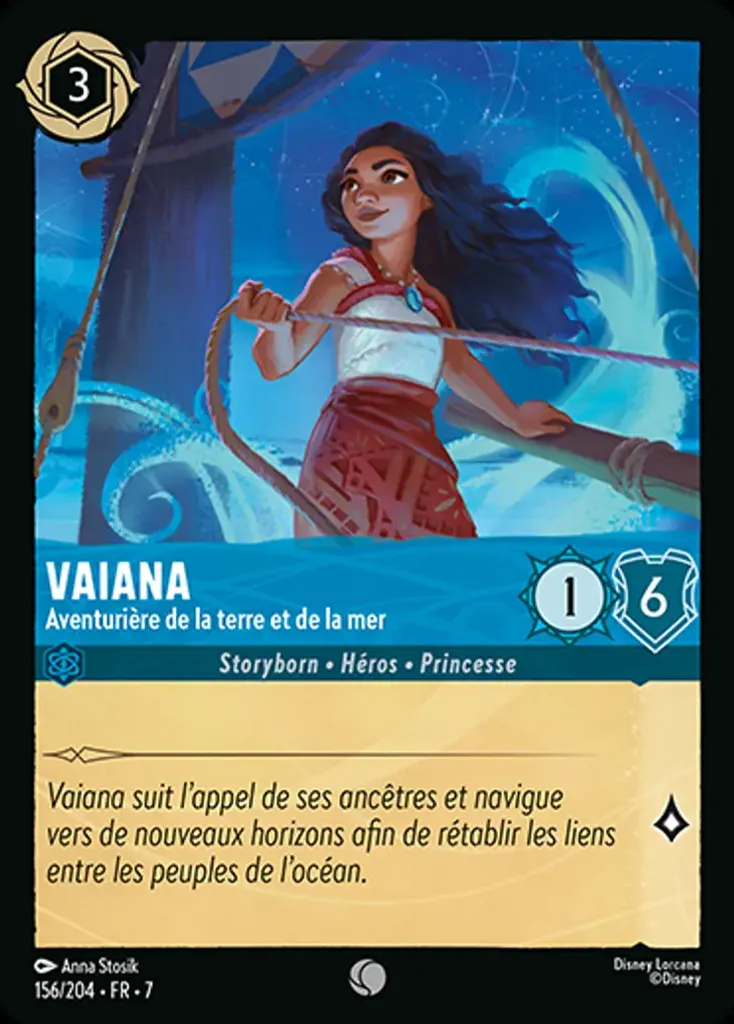 3
VAIANA
Aventurière de la terre et de la mer
1
6
Storyborn • Héros • Princesse
Vaiana suit l'appel de ses ancêtres et navigue
vers de nouveaux horizons afin de rétablir les liens
entre les peuples de l'océan.
Anna Stosik
156/204 • FR • 7
Disney Lorcana
©Disney